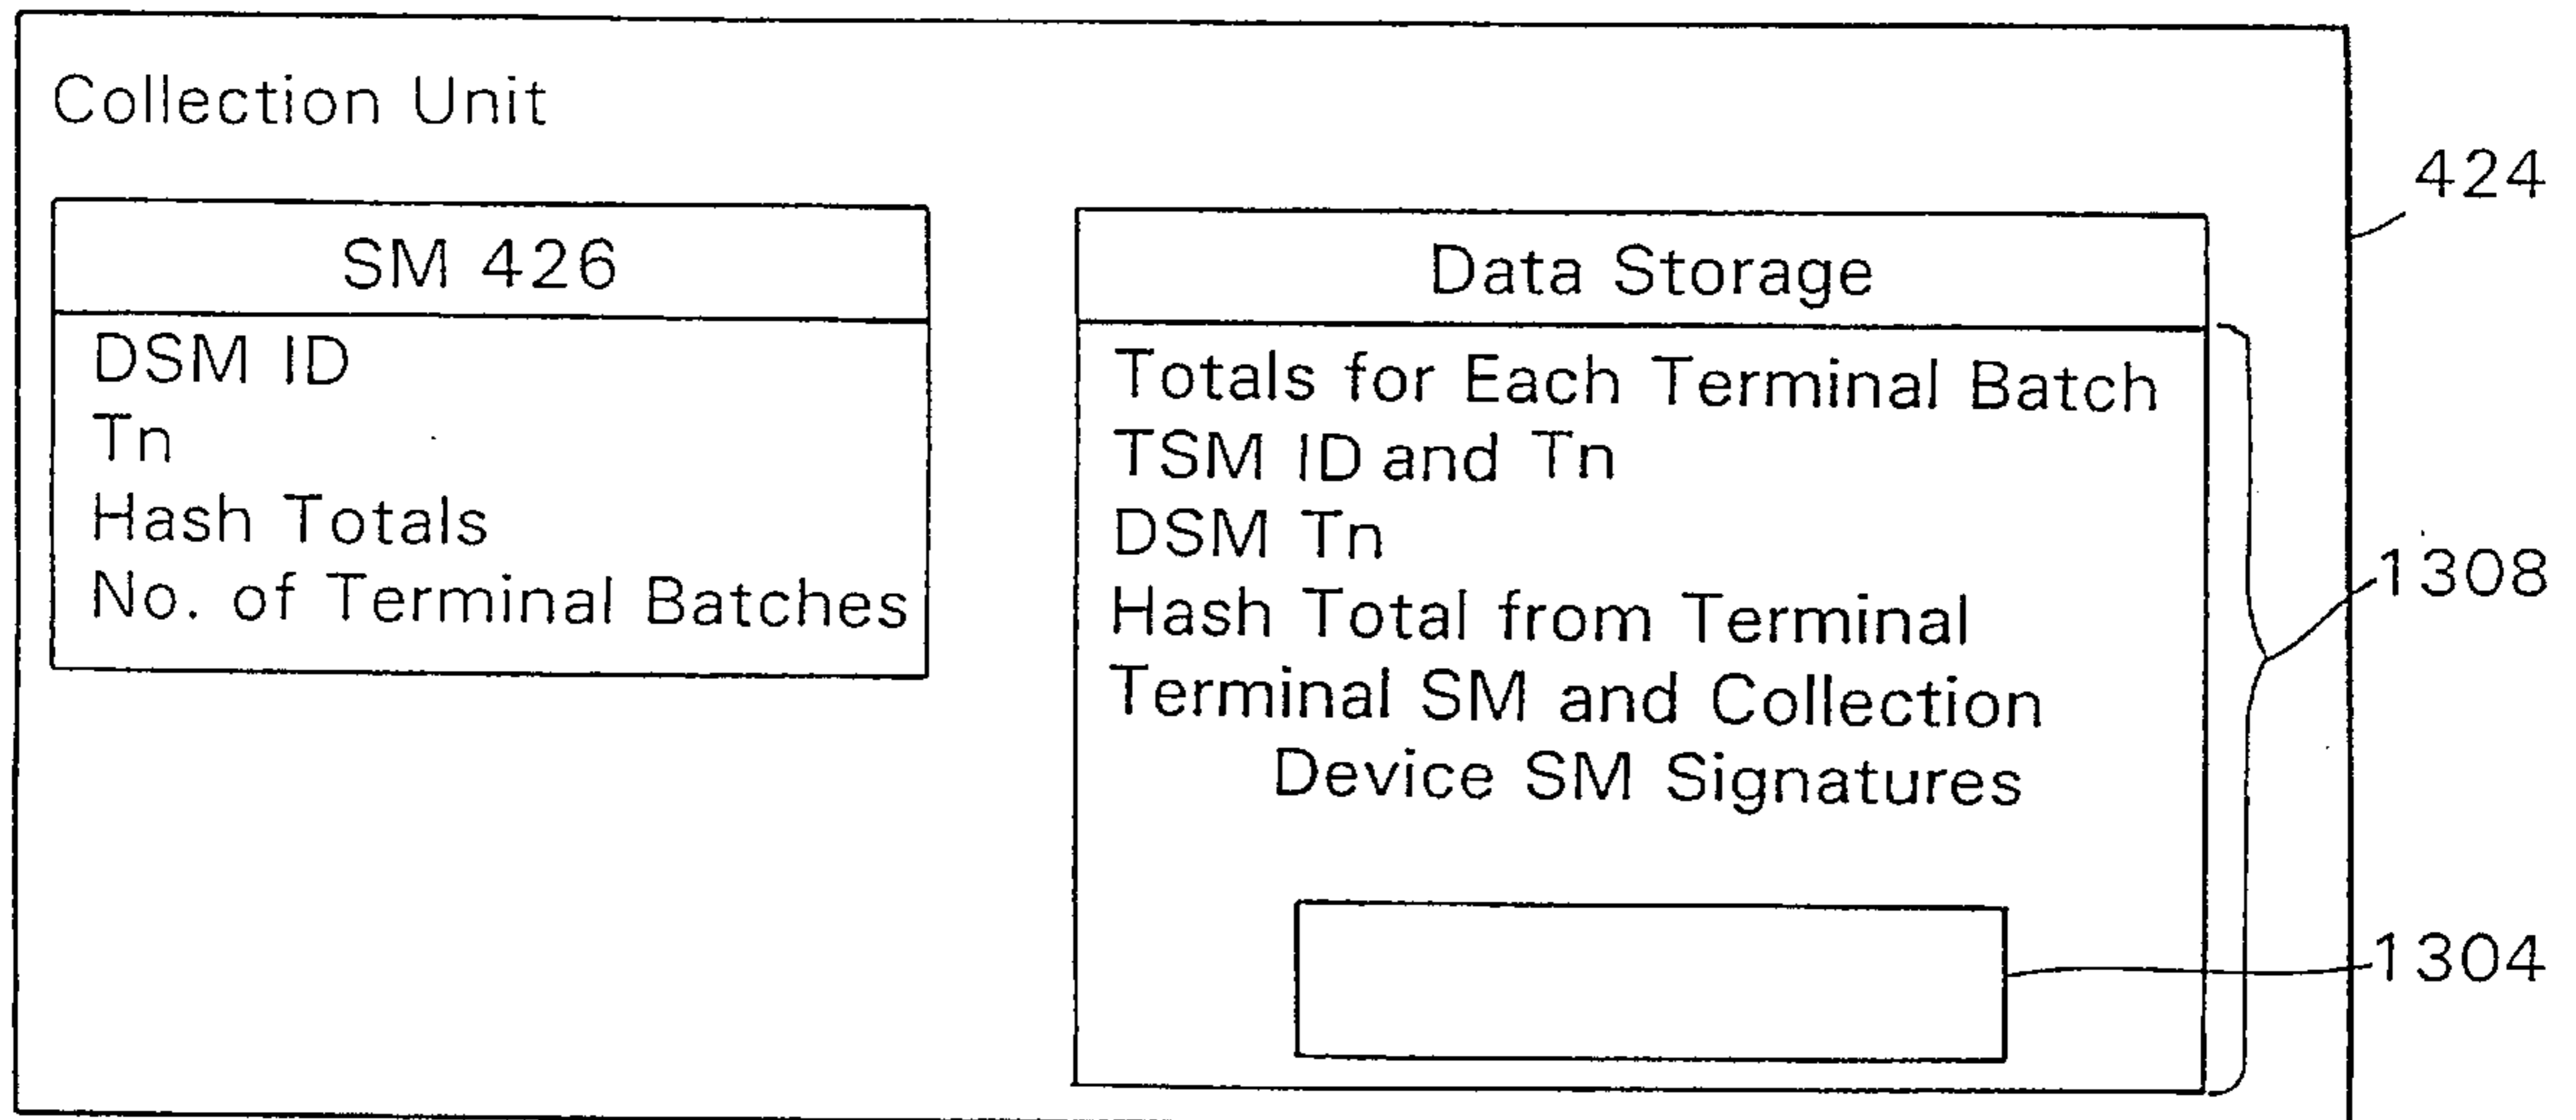 Collection Unit
424
SM 426
DSM ID
Tn
Hash Totals
No. of Terminal Batches
Data Storage
Totals for Each Terminal Batch
TSM ID and Tn
DSM Tn
Hash Total from Terminal
Terminal SM and Collection
Device SM Signatures
1308
1304